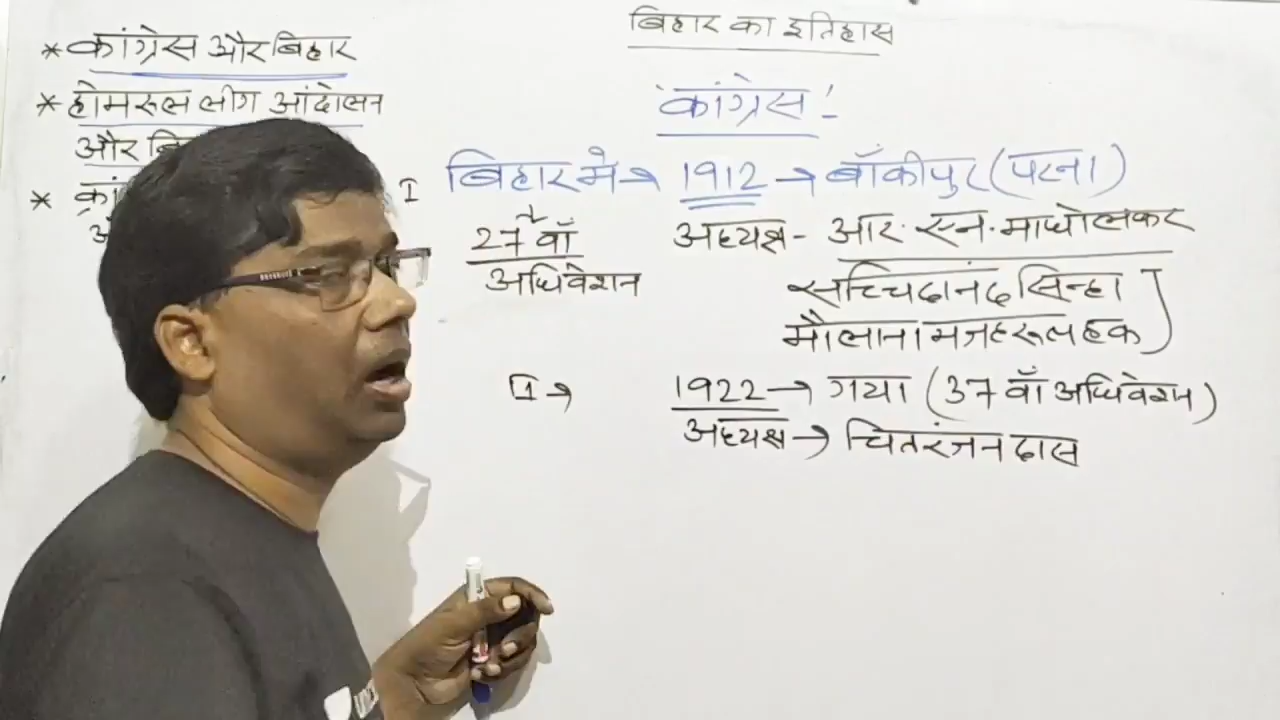 बिहार का इतिहास
* कांग्रेस और बिहार
* होमरूल लीग आंदोलन
और
*
'कांग्रेस'
I बिहार मे → 1912 → बाँकीपुर (पटना)
27 वाँ अधिवेशन
अध्यक्ष - आर. एन. माधोलकर
सच्चिदानंद सिन्हा
मौलाना मजहरूल हक
1922 → गया (37 वाँ अधिवेशन)
अध्यक्ष → चितरंजन दास